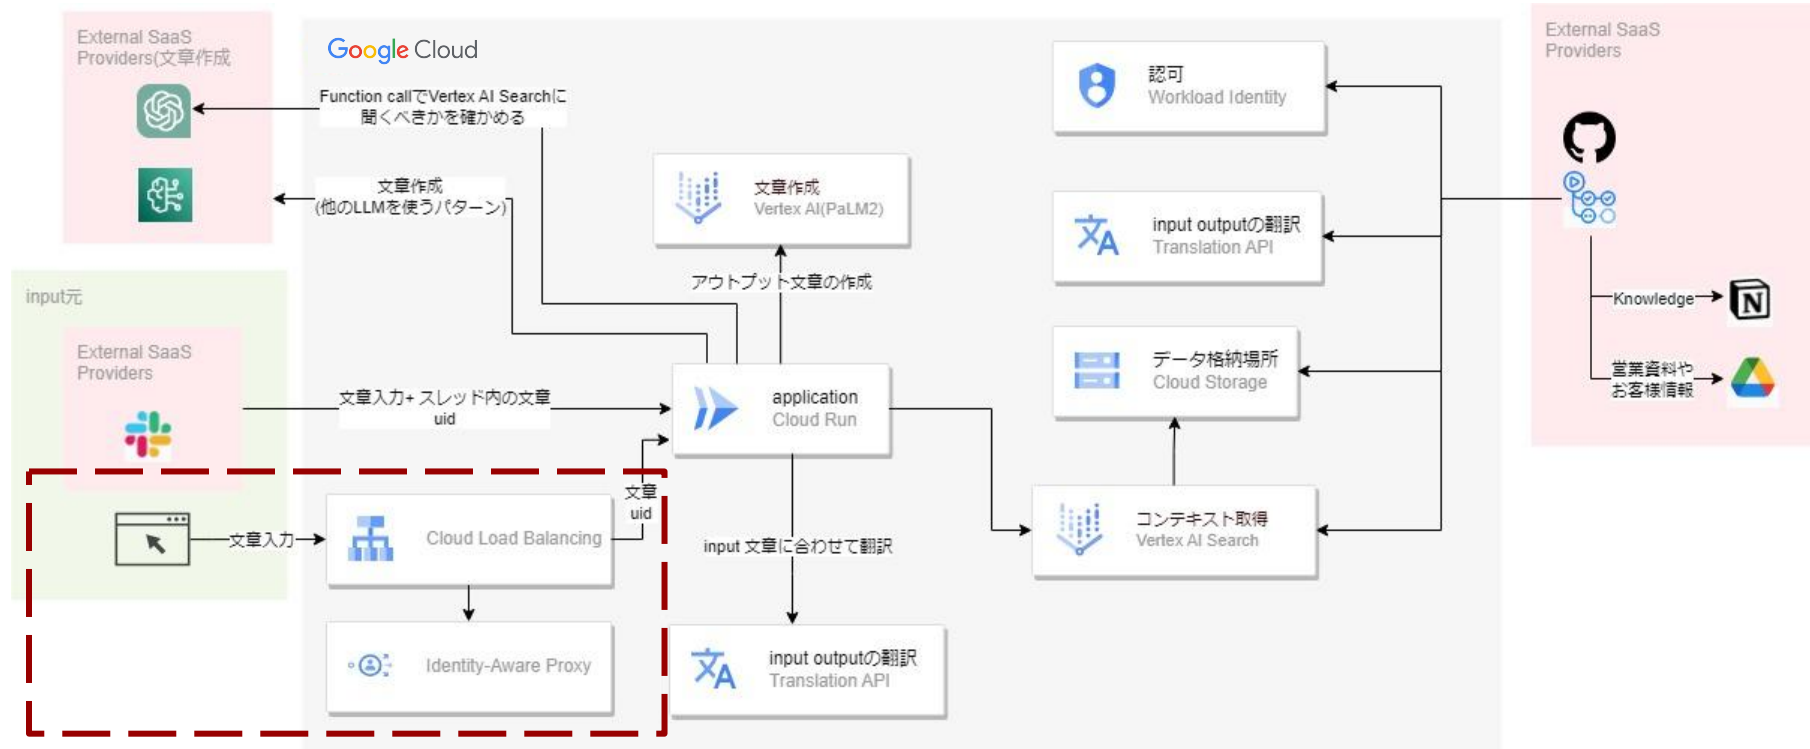 External SaaS
Providers(文章作成
Google Cloud
Function callでVertex AI Searchに
聞くべきかを確かめる
文章作成
(他のLLMを使うパターン)
文章作成
Vertex AI(PaLM2)
アウトプット文章の作成
認可
Workload Identity
input outputの翻訳
Translation API
データ格納場所
Cloud Storage
External SaaS
Providers
Knowledge
営業資料や
お客様情報
input元
External SaaS
Providers
文章入力+ スレッド内の文章
uid
application
Cloud Run
文章
uid
文章入力
Cloud Load Balancing
Identity-Aware Proxy
input 文章に合わせて翻訳
input outputの翻訳
Translation API
コンテキスト取得
Vertex AI Search